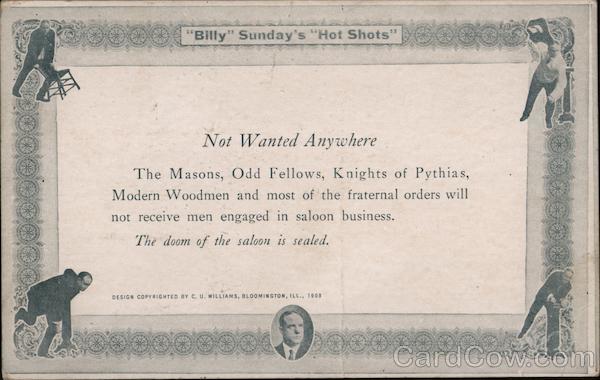 "Billy" Sunday's "Hot Shots"
Not Wanted Anywhere
The Masons, Odd Fellows, Knights of Pythias,
Modern Woodmen and most of the fraternal orders will
not receive men engaged in saloon business.
The doom of the saloon is sealed.
DESIGN COPYRIGHTED BY C. U. WILLIAMS, BLOOMINGTON, ILL., 1908
CardCow.com